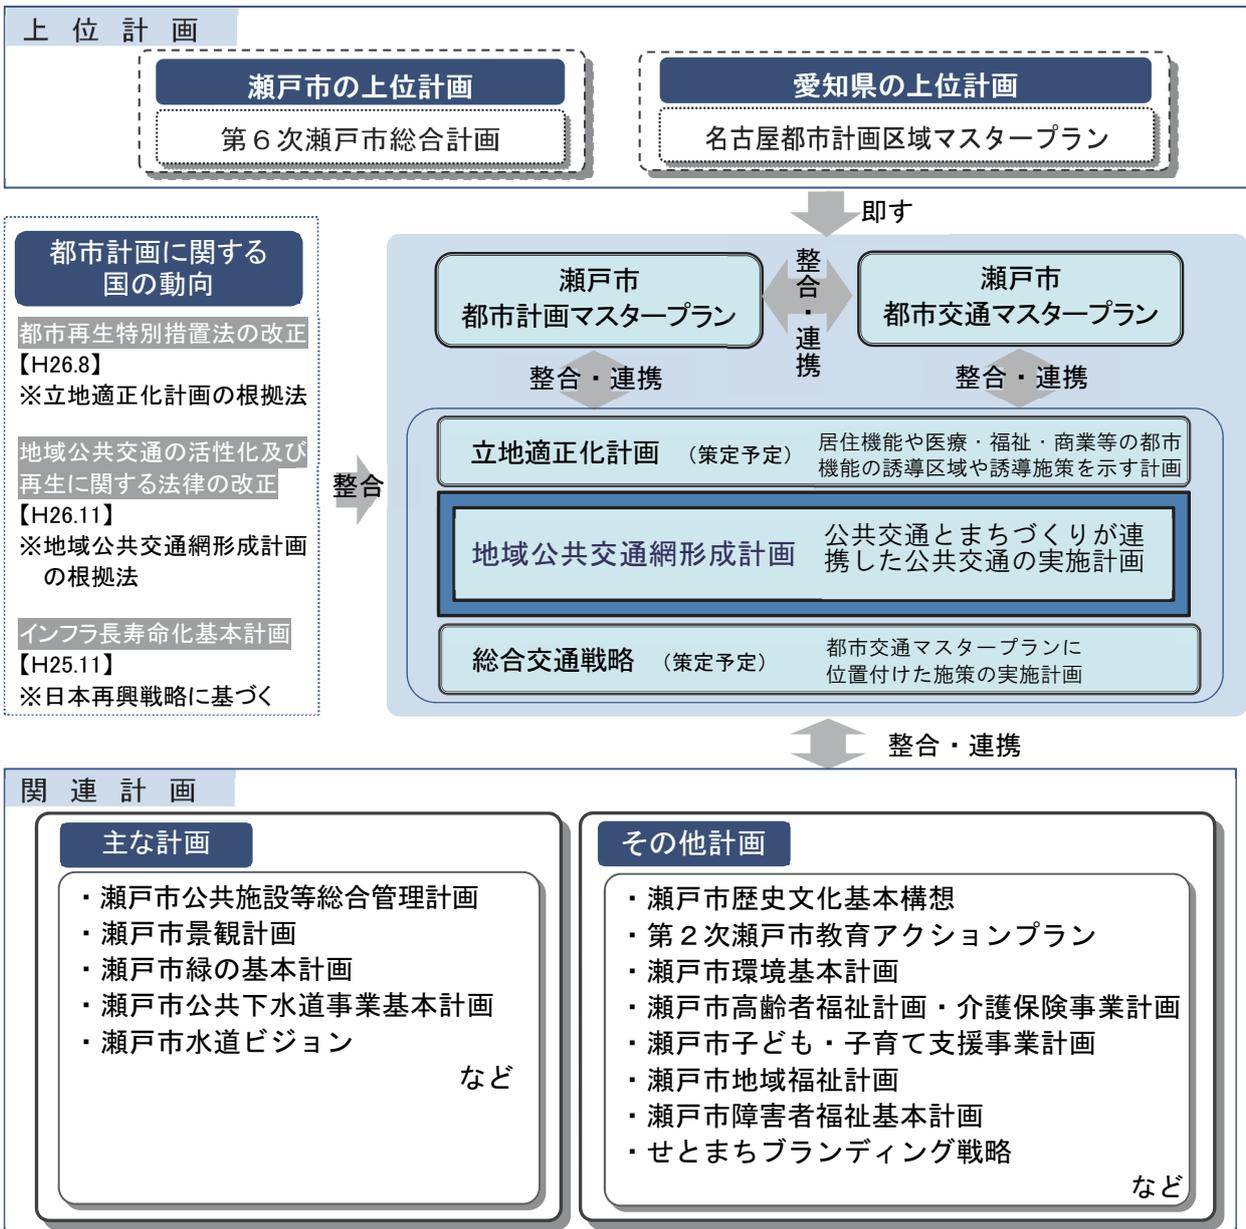 上位計画
瀬戸市の上位計画
第６次瀬戸市総合計画
愛知県の上位計画
名古屋都市計画区域マスタープラン
即す
都市計画に関する
国の動向
都市再生特別措置法の改正
【H26.8】
※立地適正化計画の根拠法
地域公共交通の活性化及び
再生に関する法律の改正
【H26.11】
※地域公共交通網形成計画
の根拠法
インフラ長寿命化基本計画
【H25.11】
※日本再興戦略に基づく
整合
瀬戸市
都市計画マスタープラン
整合・連携
瀬戸市
都市交通マスタープラン
整合・連携
整合・連携
立地適正化計画 （策定予定）
居住機能や医療・福祉・商業等の都市
機能の誘導区域や誘導施策を示す計画
地域公共交通網形成計画
公共交通とまちづくりが連
携した公共交通の実施計画
総合交通戦略 （策定予定）
都市交通マスタープランに
位置付けた施策の実施計画
整合・連携
関連計画
主な計画
・瀬戸市公共施設等総合管理計画
・瀬戸市景観計画
・瀬戸市緑の基本計画
・瀬戸市公共下水道事業基本計画
・瀬戸市水道ビジョン
など
その他計画
・瀬戸市歴史文化基本構想
・第２次瀬戸市教育アクションプラン
・瀬戸市環境基本計画
・瀬戸市高齢者福祉計画・介護保険事業計画
・瀬戸市子ども・子育て支援事業計画
・瀬戸市地域福祉計画
・瀬戸市障害者福祉基本計画
・せとまちブランディング戦略
など